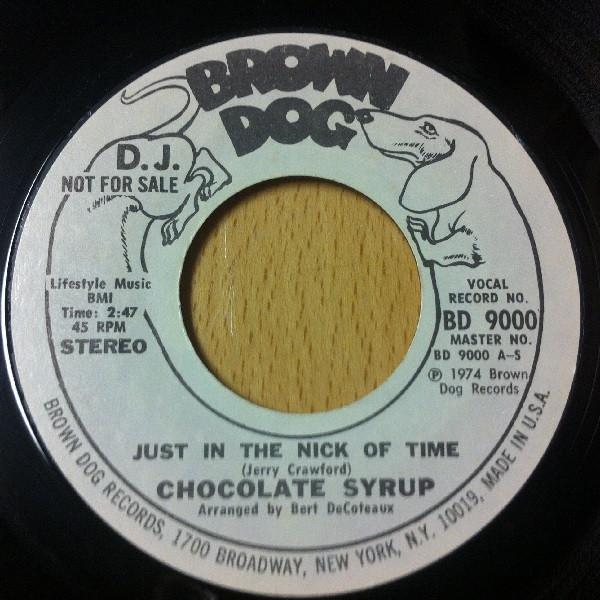 BROWN
DOG
D.J.
NOT FOR SALE
Lifestyle Music
BMI
Time: 2:47
45 RPM
STEREO
VOCAL
RECORD NO.
BD 9000
MASTER NO.
BD 9000 A-S
℗ 1974 Brown
Dog Records
JUST IN THE NICK OF TIME
(Jerry Crawford)
CHOCOLATE SYRUP
Arranged by Bert DeCoteaux
BROWN DOG RECORDS, 1700 BROADWAY, NEW YORK, N.Y. 10019, MADE IN U.S.A.